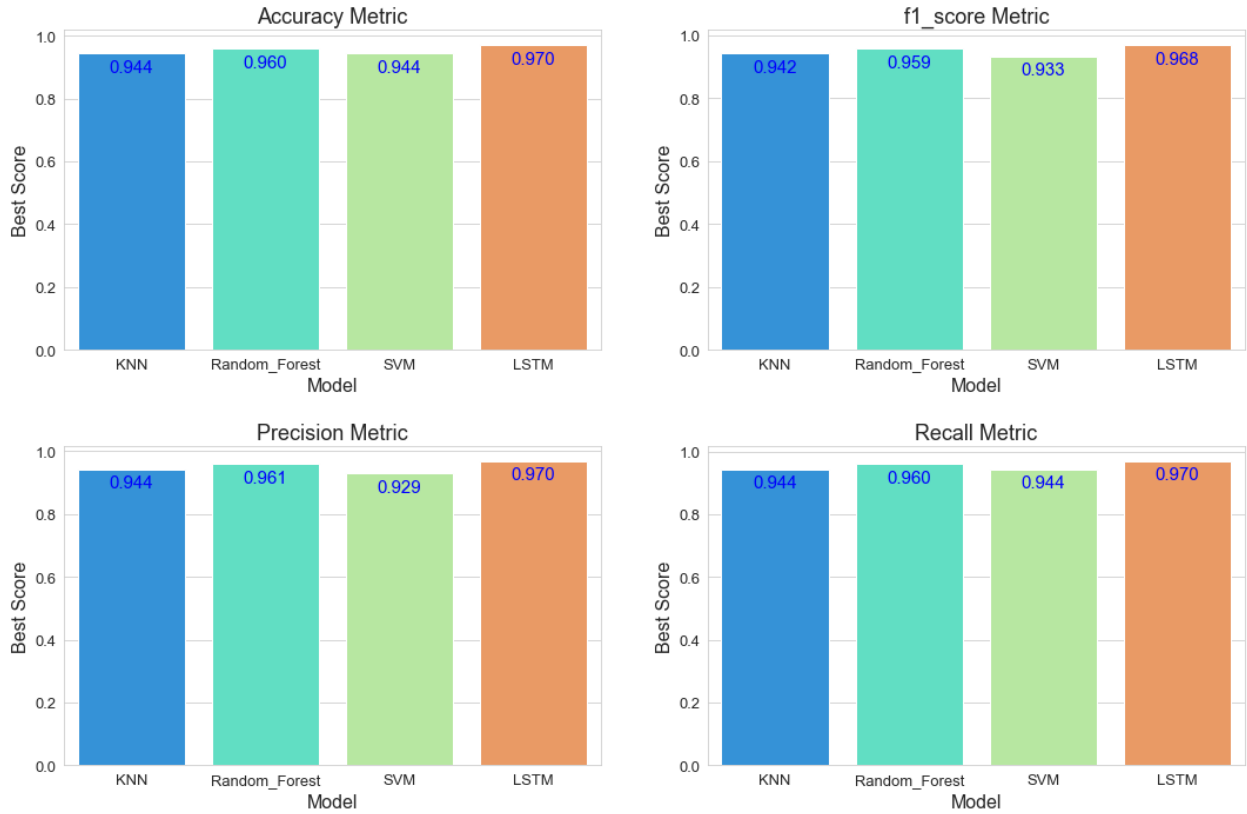 Accuracy Metric
1.0
0.8
0.6
0.4
0.2
0.0
Best Score
0.944
0.960
0.944
0.970
KNN
Random_Forest
SVM
LSTM
Model
f1_score Metric
1.0
0.8
0.6
0.4
0.2
0.0
Best Score
0.942
0.959
0.933
0.968
KNN
Random_Forest
SVM
LSTM
Model
Precision Metric
1.0
0.8
0.6
0.4
0.2
0.0
Best Score
0.944
0.961
0.929
0.970
KNN
Random_Forest
SVM
LSTM
Model
Recall Metric
1.0
0.8
0.6
0.4
0.2
0.0
Best Score
0.944
0.960
0.944
0.970
KNN
Random_Forest
SVM
LSTM
Model